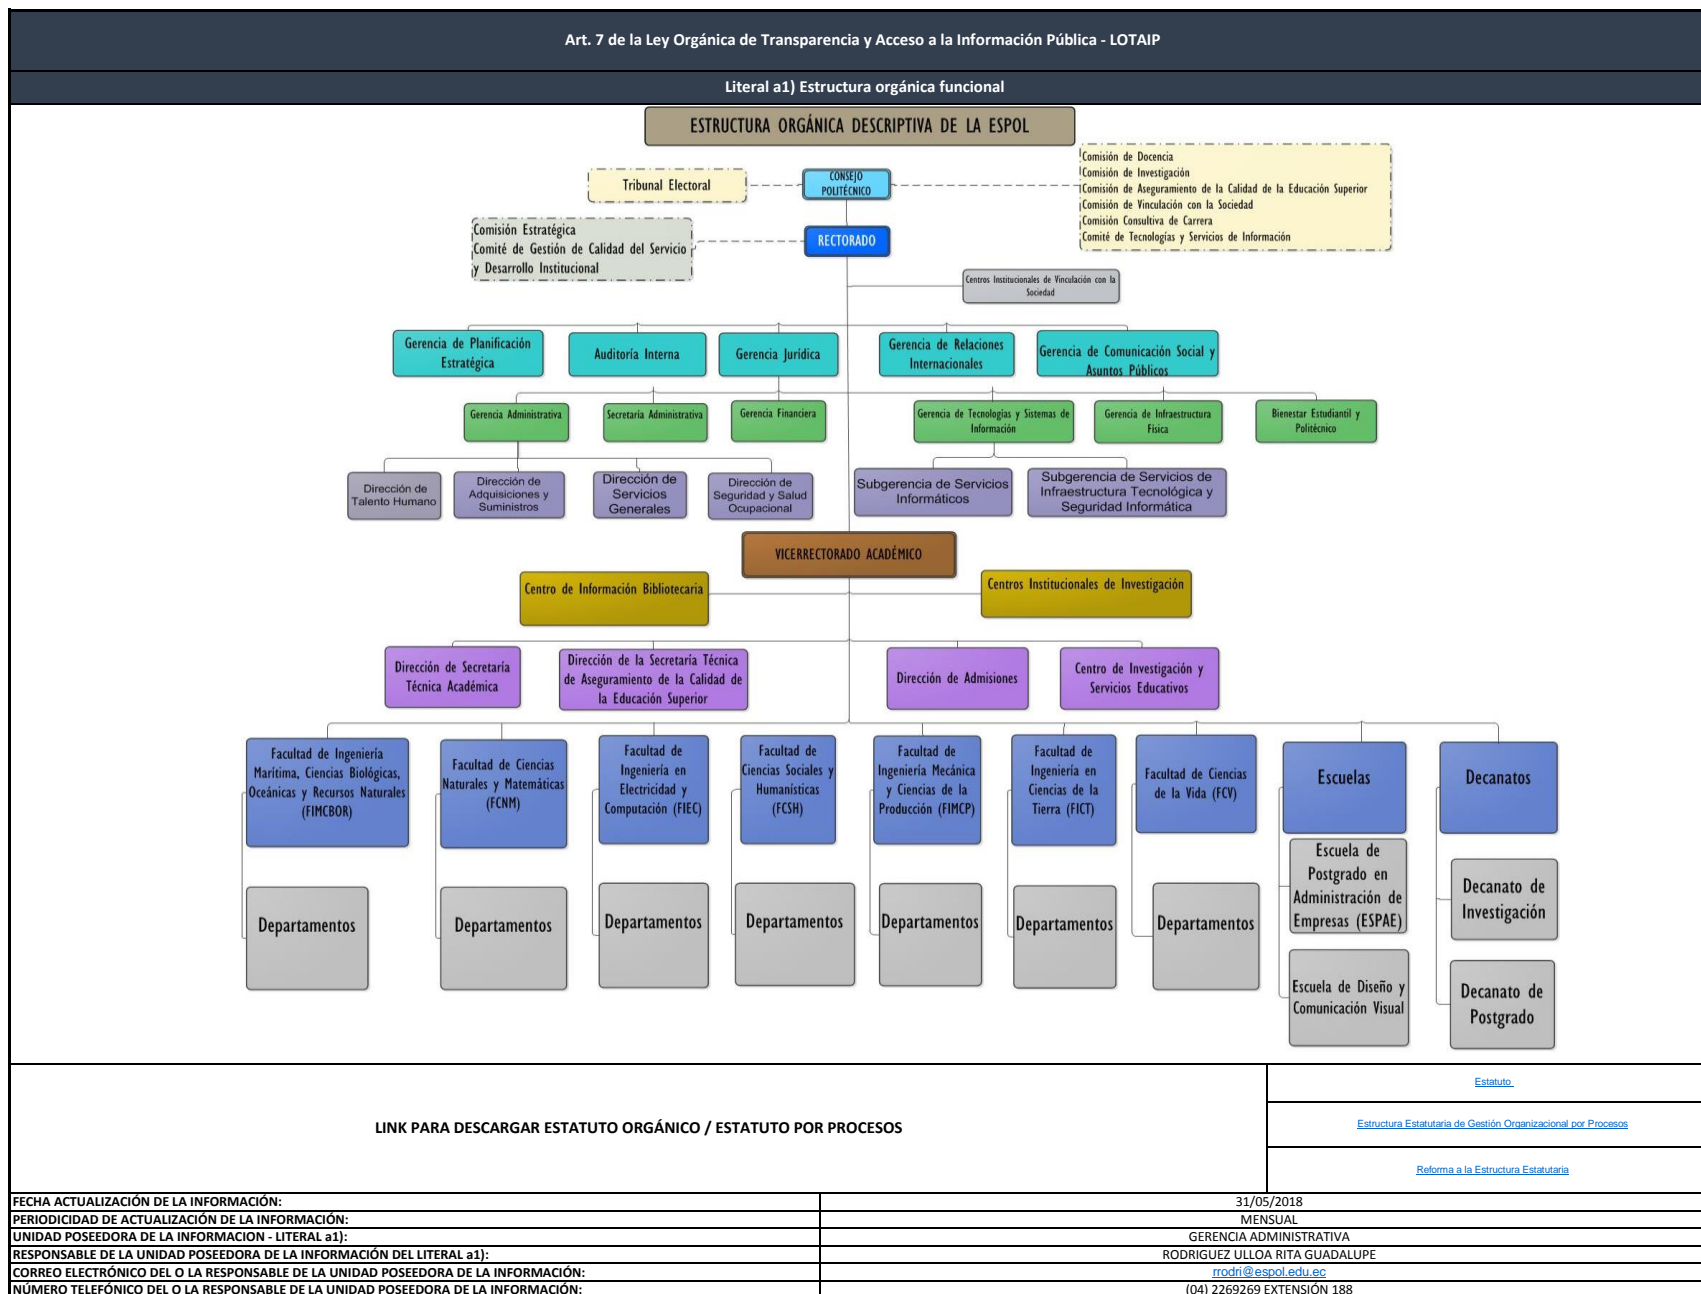 Art. 7 de la Ley Orgánica de Transparencia y Acceso a la Información Pública - LOTAIP
Literal a1) Estructura orgánica funcional
ESTRUCTURA ORGÁNICA DESCRIPTIVA DE LA ESPOL
Tribunal Electoral
CONSEJO
POLITÉCNICO
Comisión de Docencia
Comisión de Investigación
Comisión de Aseguramiento de la Calidad de la Educación Superior
Comisión de Vinculación con la Sociedad
Comisión Consultiva de Carrera
Comité de Tecnologías y Servicios de Información
Comisión Estratégica
Comité de Gestión de Calidad del Servicio
y Desarrollo Institucional
RECTORADO
Centros Institucionales de Vinculación con la
Sociedad
Gerencia de Planificación
Estratégica
Auditoría Interna
Gerencia Jurídica
Gerencia de Relaciones
Internacionales
Gerencia de Comunicación Social y
Asuntos Públicos
Gerencia Administrativa
Secretaría Administrativa
Gerencia Financiera
Gerencia de Tecnologías y Sistemas de
Información
Gerencia de Infraestructura
Física
Bienestar Estudiantil y
Politécnico
Dirección de
Talento Humano
Dirección de
Adquisiciones y
Suministros
Dirección de
Servicios
Generales
Dirección de
Seguridad y Salud
Ocupacional
Subgerencia de Servicios
Informáticos
Subgerencia de Servicios de
Infraestructura Tecnológica y
Seguridad Informática
VICERRECTORADO ACADÉMICO
Centro de Información Bibliotecaria
Centros Institucionales de Investigación
Dirección de Secretaría
Técnica Académica
Dirección de la Secretaría Técnica
de Aseguramiento de la Calidad de
la Educación Superior
Dirección de Admisiones
Centro de Investigación y
Servicios Educativos
Facultad de Ingeniería
Marítima, Ciencias Biológicas,
Oceánicas y Recursos Naturales
(FIMCBOR)
Facultad de Ciencias
Naturales y Matemáticas
(FCNM)
Facultad de
Ingeniería en
Electricidad y
Computación (FIEC)
Facultad de
Ciencias Sociales y
Humanísticas
(FCSH)
Facultad de
Ingeniería Mecánica
y Ciencias de la
Producción (FIMCP)
Facultad de
Ingeniería en
Ciencias de la
Tierra (FICT)
Facultad de Ciencias
de la Vida (FCV)
Escuelas
Decanatos
Departamentos
Departamentos
Departamentos
Departamentos
Departamentos
Departamentos
Departamentos
Escuela de
Postgrado en
Administración de
Empresas (ESPAE)
Decanato de
Investigación
Escuela de Diseño y
Comunicación Visual
Decanato de
Postgrado
LINK PARA DESCARGAR ESTATUTO ORGÁNICO / ESTATUTO POR PROCESOS
Estatuto
Estructura Estatutaria de Gestión Organizacional por Procesos
Reforma a la Estructura Estatutaria
FECHA ACTUALIZACIÓN DE LA INFORMACIÓN: 31/05/2018
PERIODICIDAD DE ACTUALIZACIÓN DE LA INFORMACIÓN: MENSUAL
UNIDAD POSEEDORA DE LA INFORMACION - LITERAL a1): GERENCIA ADMINISTRATIVA
RESPONSABLE DE LA UNIDAD POSEEDORA DE LA INFORMACIÓN DEL LITERAL a1): RODRIGUEZ ULLOA RITA GUADALUPE
CORREO ELECTRÓNICO DEL O LA RESPONSABLE DE LA UNIDAD POSEEDORA DE LA INFORMACIÓN: rrodri@espol.edu.ec
NÚMERO TELEFÓNICO DEL O LA RESPONSABLE DE LA UNIDAD POSEEDORA DE LA INFORMACIÓN: (04) 2269269 EXTENSIÓN 188